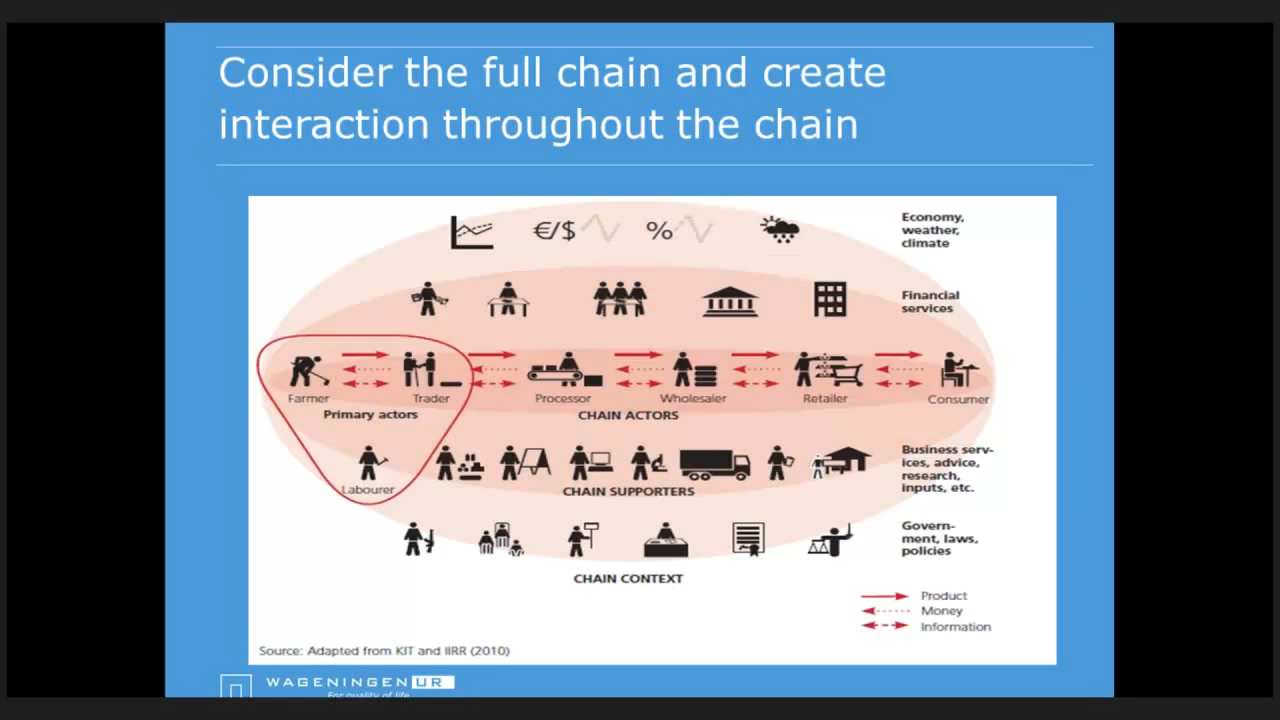 Consider the full chain and create
interaction throughout the chain
€/$
%
Economy,
weather,
climate
Financial
services
Farmer
Trader
Processor
Wholesaler
Retailer
Consumer
Primary actors
CHAIN ACTORS
Labourer
Business serv-
ices, advice,
research,
inputs, etc.
CHAIN SUPPORTERS
Govern-
ment, laws,
policies
CHAIN CONTEXT
Product
Money
Information
Source: Adapted from KIT and IIRR (2010)
WAGENINGEN UR
For quality of life